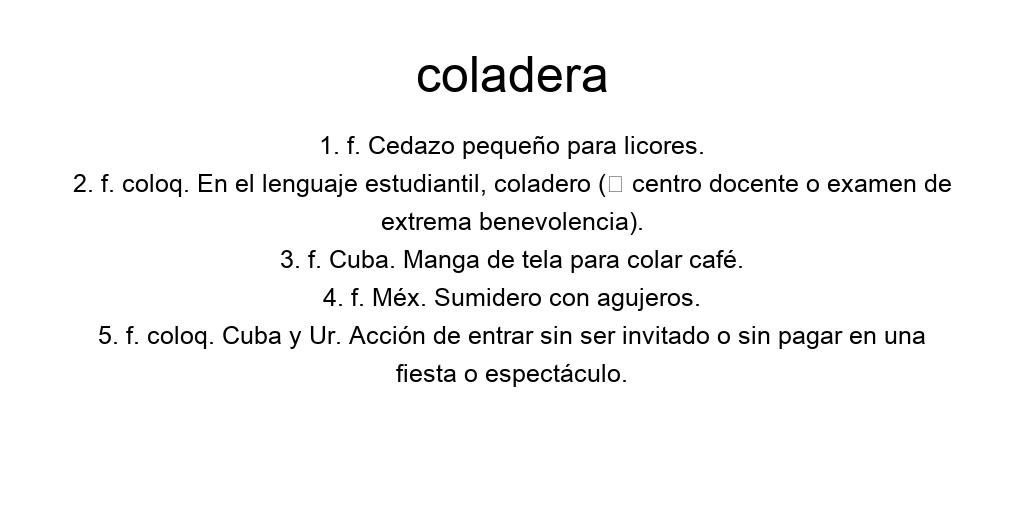 coladera
1. f. Cedazo pequeño para licores.
2. f. coloq. En el lenguaje estudiantil, coladero (□ centro docente o examen de
extrema benevolencia).
3. f. Cuba. Manga de tela para colar café.
4. f. Méx. Sumidero con agujeros.
5. f. coloq. Cuba y Ur. Acción de entrar sin ser invitado o sin pagar en una
fiesta o espectáculo.